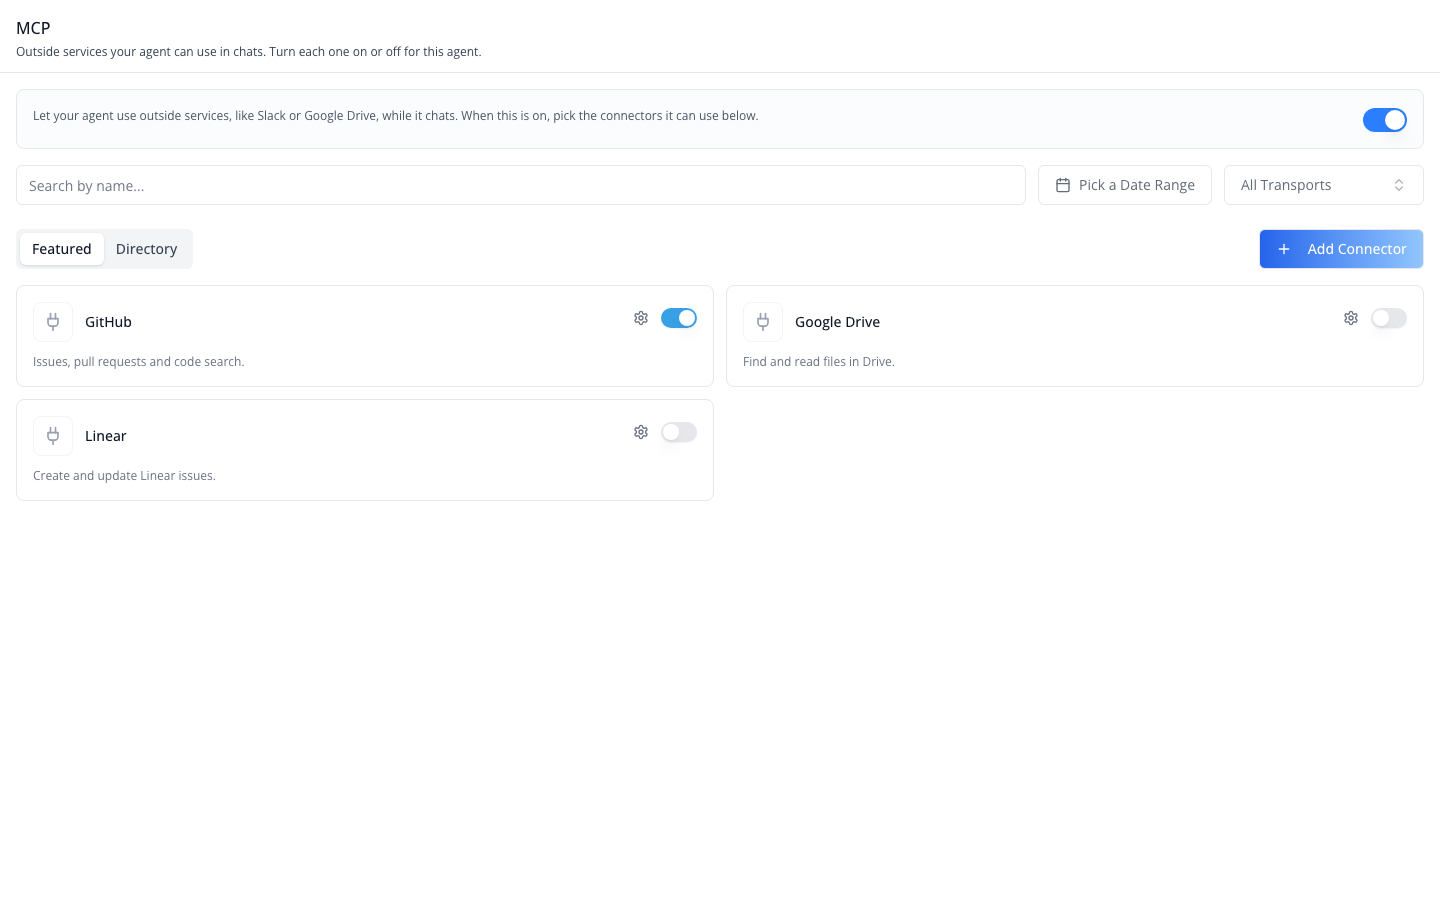 MCP
Outside services your agent can use in chats. Turn each one on or off for this agent.
Let your agent use outside services, like Slack or Google Drive, while it chats. When this is on, pick the connectors it can use below.
Search by name...
Pick a Date Range
All Transports
Featured
Directory
Add Connector
GitHub
Issues, pull requests and code search.
Google Drive
Find and read files in Drive.
Linear
Create and update Linear issues.